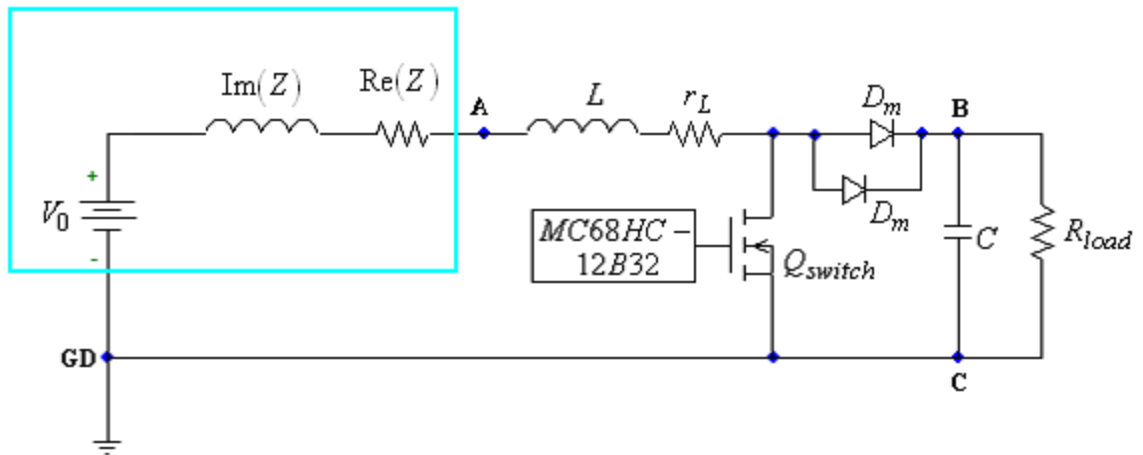 Im(Z)
Re(Z)
A
L
r_L
D_m
B
+
V_0
-
D_m
MC68HC –
12B32
Q_switch
C
R_load
GD
C